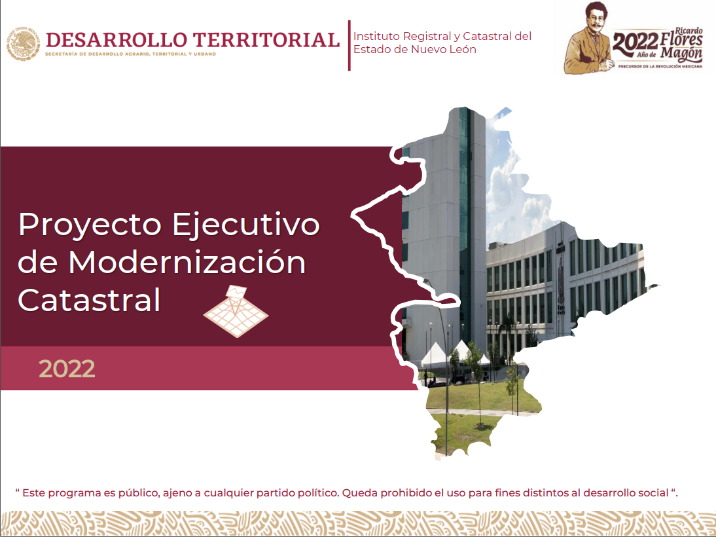 DESARROLLO TERRITORIAL
SECRETARÍA DE DESARROLLO AGRARIO, TERRITORIAL Y URBANO
Instituto Registral y Catastral del
Estado de Nuevo León
2022
Año de
Ricardo
Flores
Magón
PRECURSOR DE LA REVOLUCIÓN MEXICANA
Proyecto Ejecutivo
de Modernización
Catastral
2022
“ Este programa es público, ajeno a cualquier partido político. Queda prohibido el uso para fines distintos al desarrollo social “.